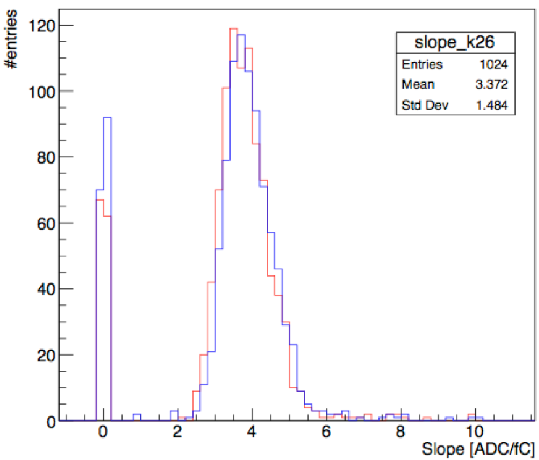 #entries
120
100
80
60
40
20
0
slope_k26
Entries 1024
Mean 3.372
Std Dev 1.484
0 2 4 6 8 10
Slope [ADC/fC]